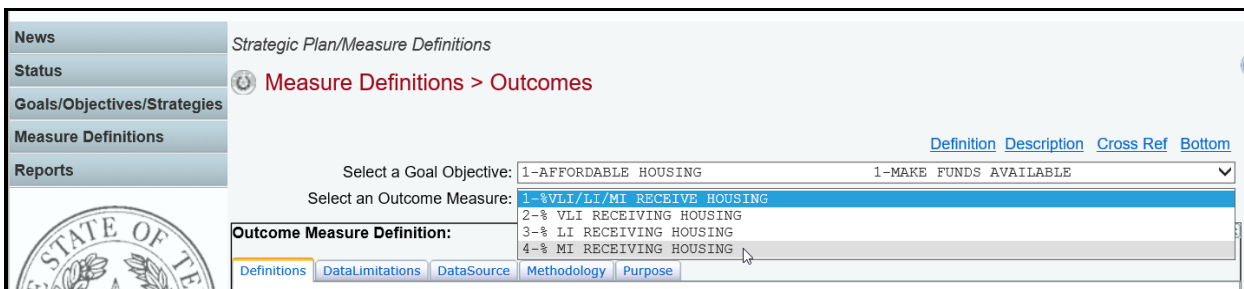 News
Status
Goals/Objectives/Strategies
Measure Definitions
Reports
Strategic Plan/Measure Definitions
Measure Definitions > Outcomes
Definition Description Cross Ref Bottom
Select a Goal Objective: 1-AFFORDABLE HOUSING 1-MAKE FUNDS AVAILABLE
Select an Outcome Measure: 1-%VLI/LI/MI RECEIVE HOUSING
2-% VLI RECEIVING HOUSING
3-% LI RECEIVING HOUSING
4-% MI RECEIVING HOUSING
Outcome Measure Definition:
Definitions DataLimitations DataSource Methodology Purpose
STATE OF